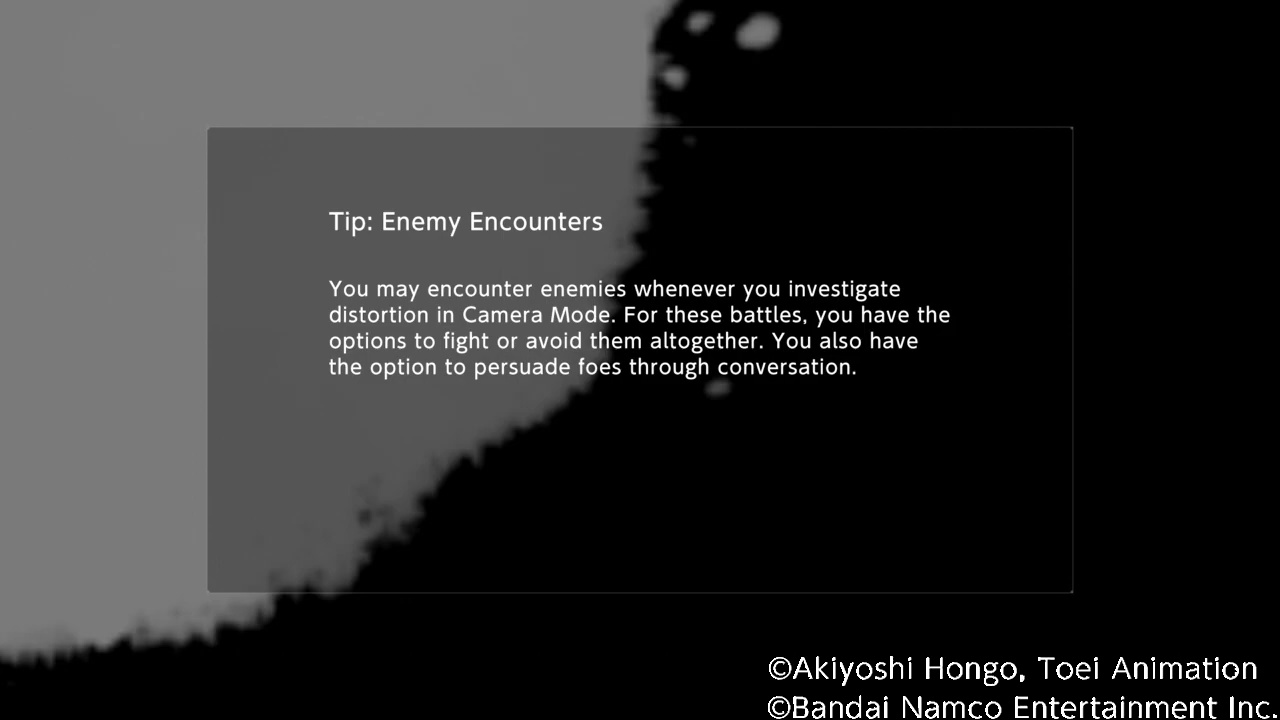 Tip: Enemy Encounters
You may encounter enemies whenever you investigate
distortion in Camera Mode. For these battles, you have the
options to fight or avoid them altogether. You also have
the option to persuade foes through conversation.
©Akiyoshi Hongo, Toei Animation
©Bandai Namco Entertainment Inc.